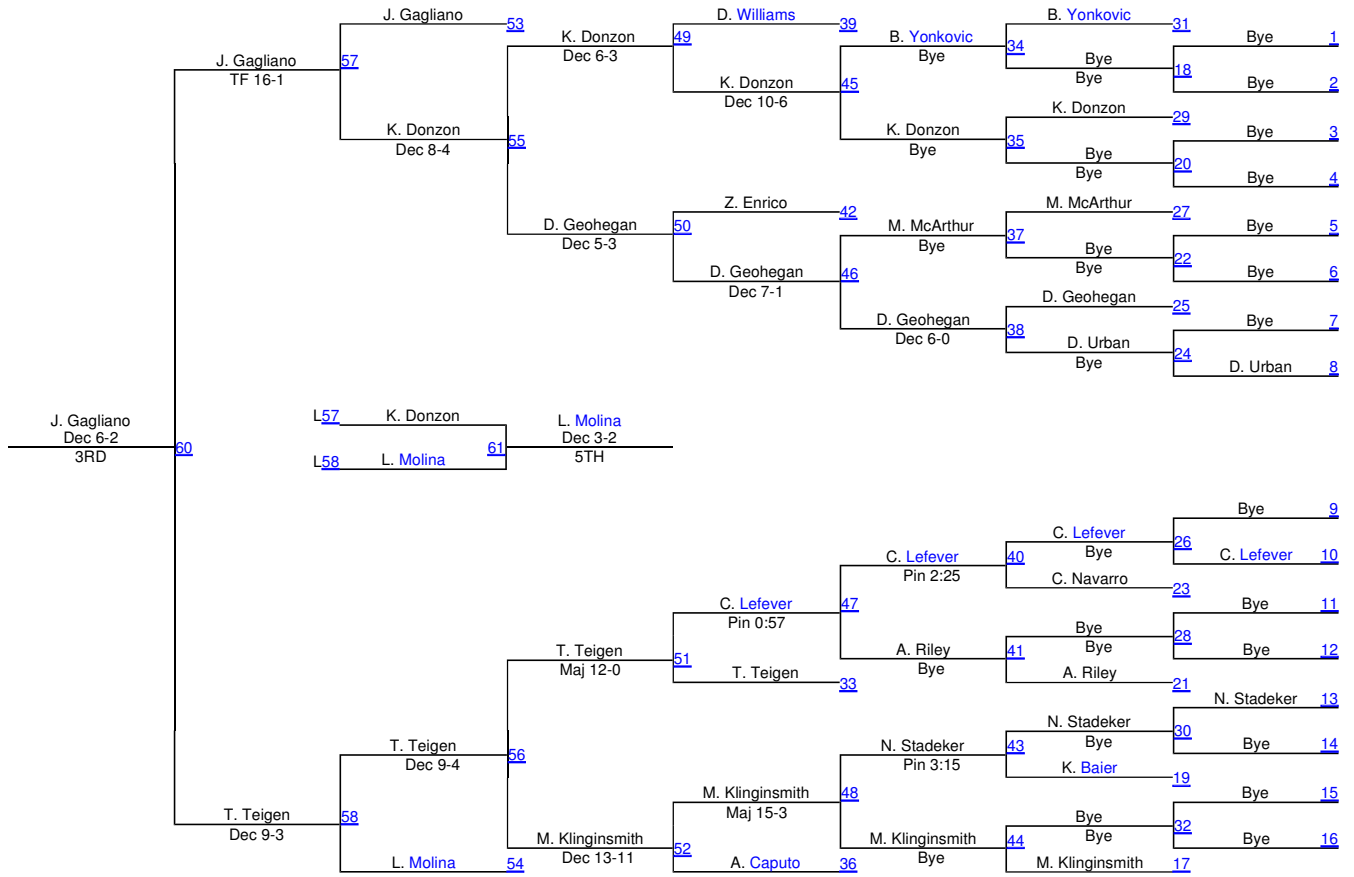 J. Gagliano 53 D. Williams 39 B. Yonkovic 31
K. Donzon 49 B. Yonkovic 34 Bye 1
Dec 6-3 Bye
J. Gagliano 57 Bye 18
TF 16-1 Bye
K. Donzon 45 Bye 2
Dec 10-6
K. Donzon 29
K. Donzon 55 K. Donzon 35 Bye 3
Dec 8-4 Bye
Bye 20
Bye
Bye 4
Z. Enrico 42 M. McArthur 27
D. Geohegan 50 M. McArthur 37 Bye 5
Dec 5-3 Bye
Bye 22
Bye
D. Geohegan 46 Bye 6
Dec 7-1
D. Geohegan 25
D. Geohegan 38 Bye 7
Dec 6-0
D. Urban 24
Bye
D. Urban 8
J. Gagliano L57 K. Donzon L. Molina
Dec 6-2 Dec 3-2
60 61
3RD 5TH
L58 L. Molina
Bye 9
C. Lefever 26
Bye
C. Lefever 40 C. Lefever 10
Pin 2:25
C. Navarro 23
C. Lefever 47 Bye 11
Pin 0:57
Bye 28
Bye
T. Teigen 51 A. Riley 41 Bye 12
Maj 12-0 Bye
T. Teigen 33 A. Riley 21
N. Stadeker 13
N. Stadeker 30
Bye
T. Teigen 56 N. Stadeker 43 Bye 14
Dec 9-4 Pin 3:15
K. Baier 19
M. Klinginsmith 48 Bye 15
Maj 15-3
T. Teigen 58 Bye 32
Dec 9-3 Bye
M. Klinginsmith 52 M. Klinginsmith 44 Bye 16
Dec 13-11 Bye
L. Molina 54 A. Caputo 36 M. Klinginsmith 17